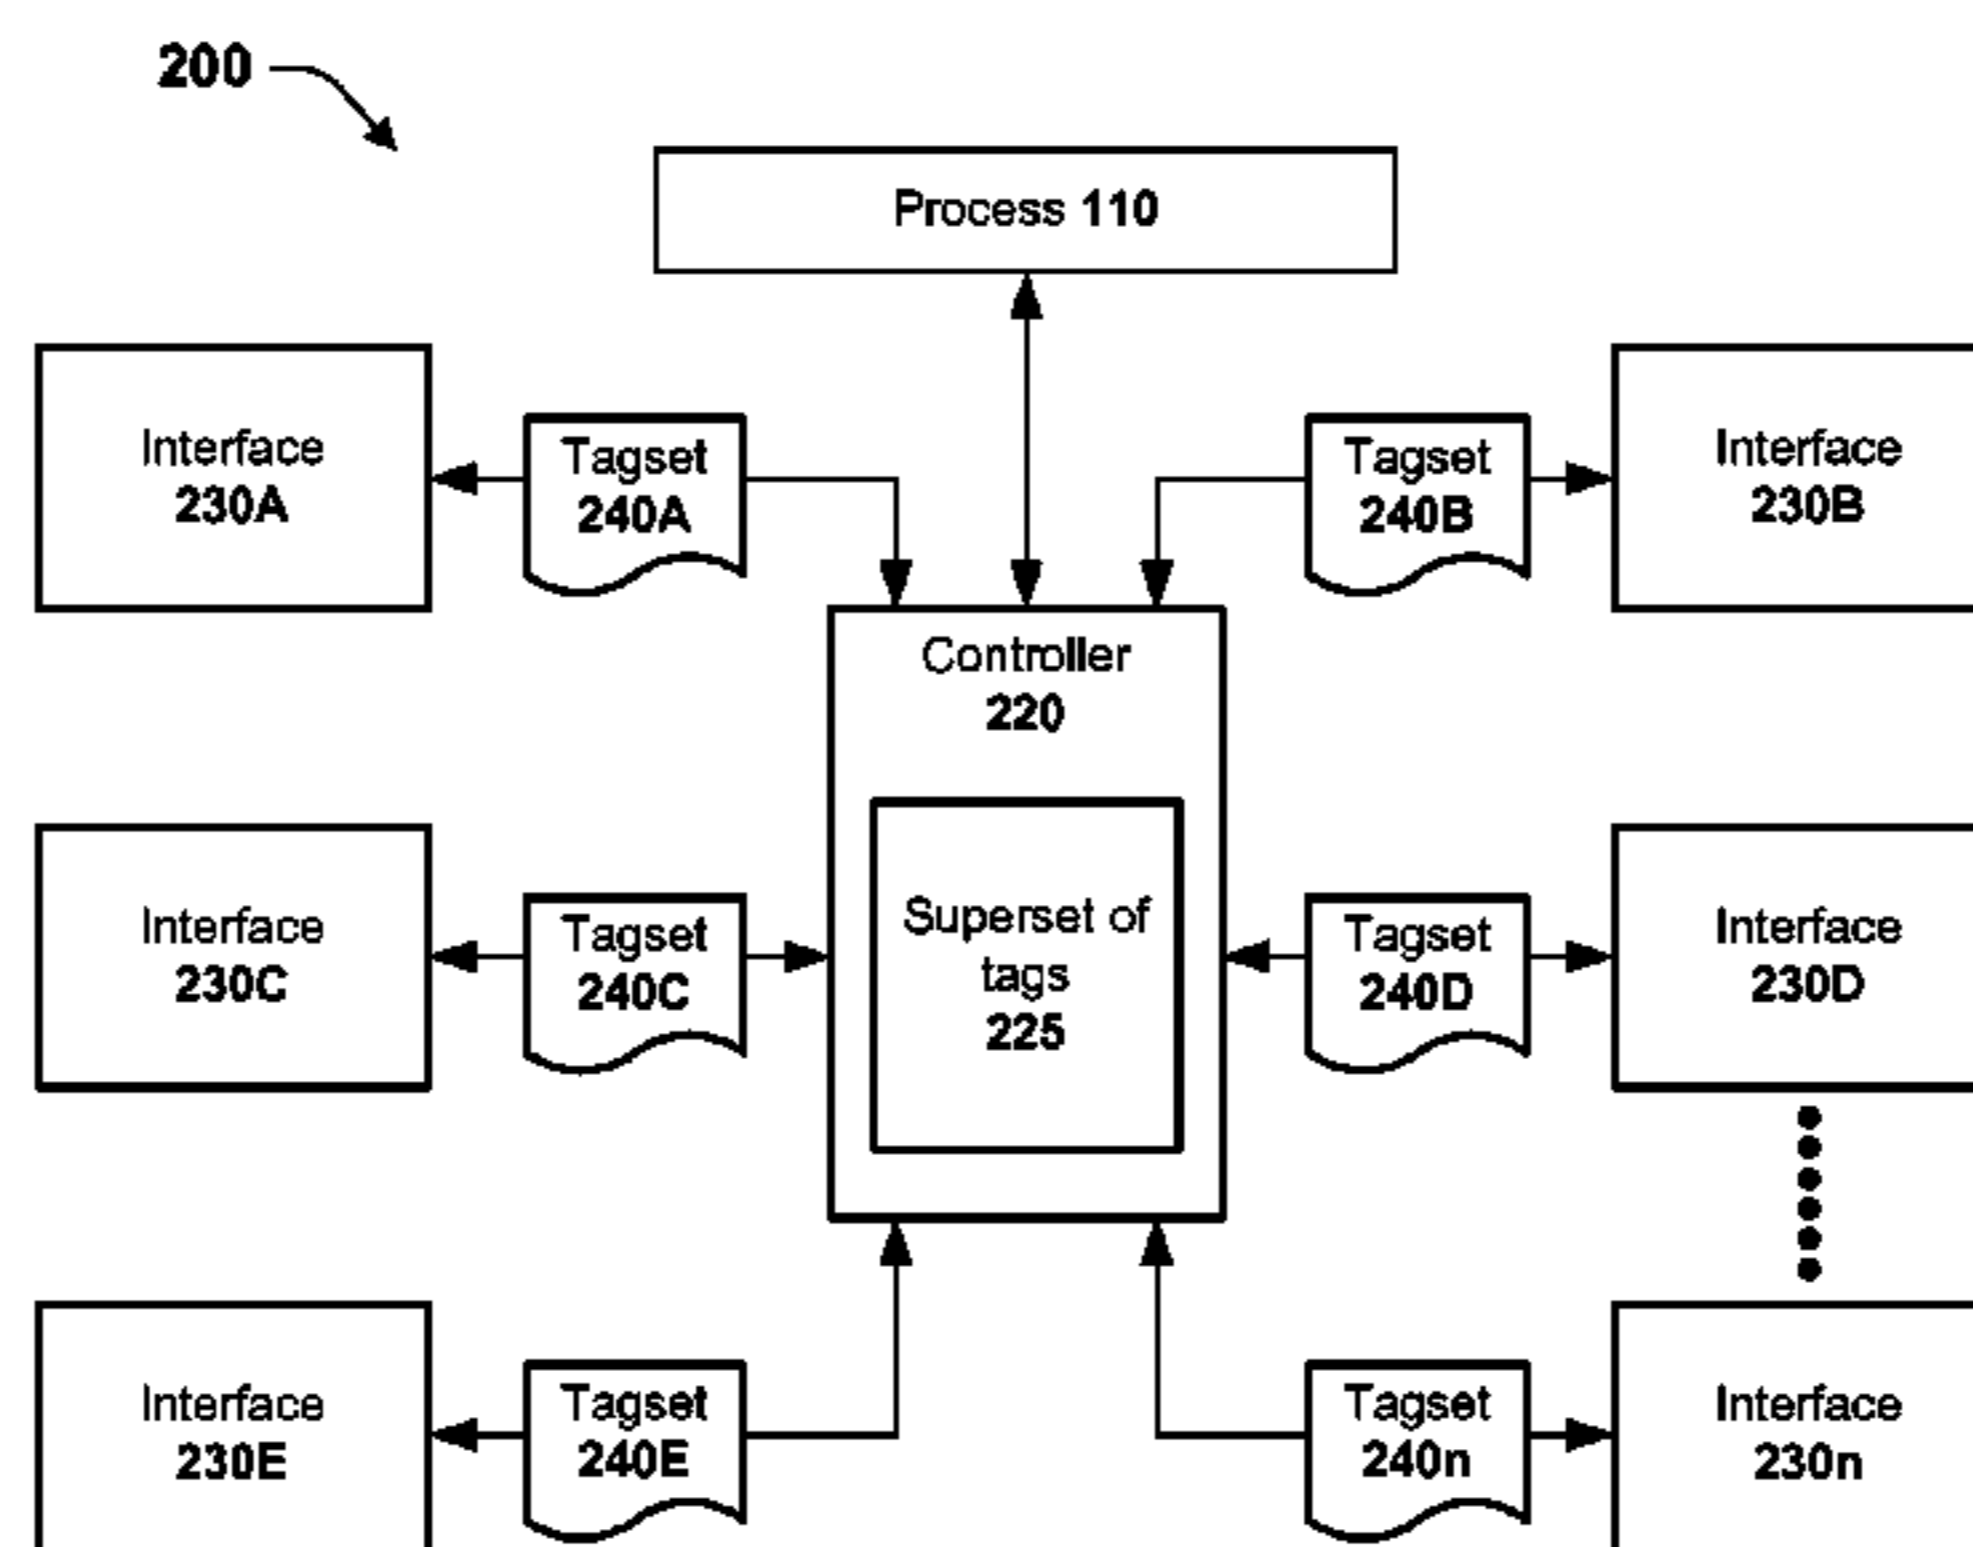 200
Process 110
Interface
230A
Tagset
240A
Tagset
240B
Interface
230B
Controller
220
Interface
230C
Tagset
240C
Superset of
tags
225
Tagset
240D
Interface
230D
Interface
230E
Tagset
240E
Tagset
240n
Interface
230n